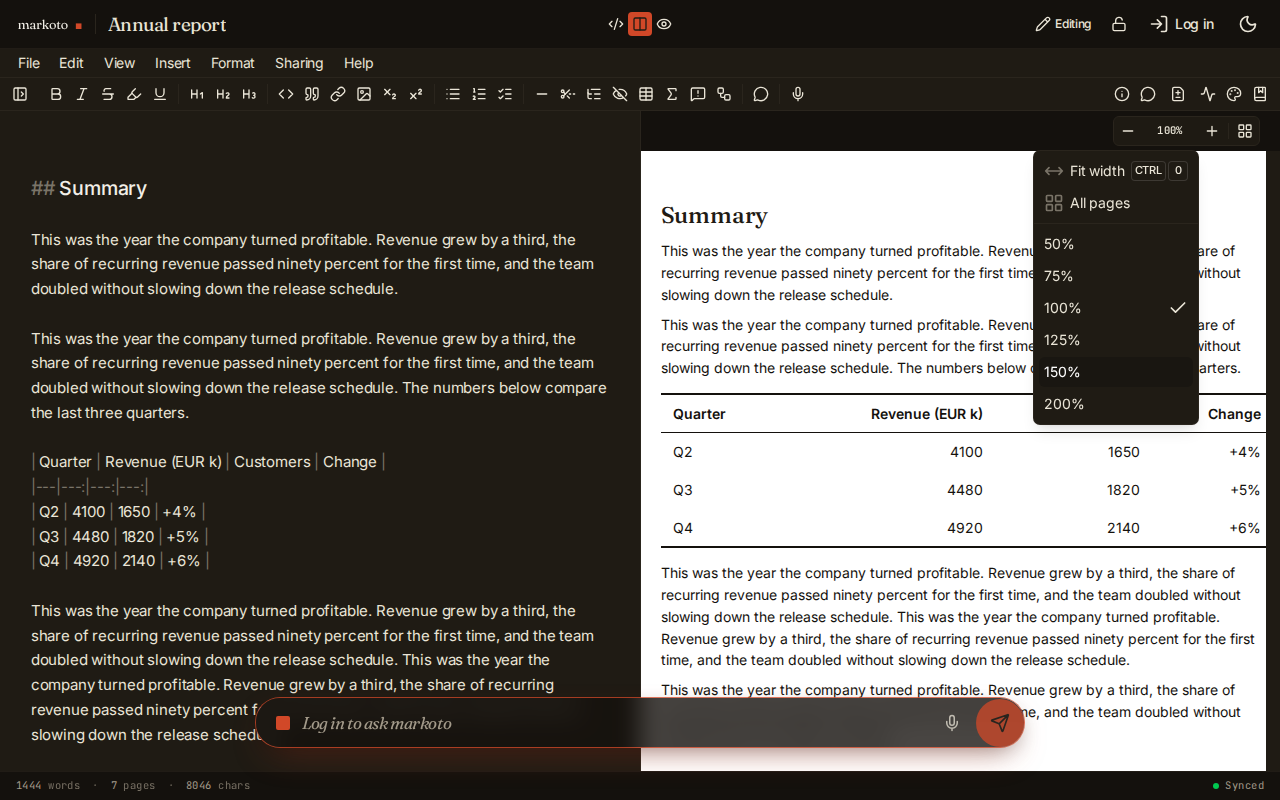 markoto
Annual report
Editing
Log in
File Edit View Insert Format Sharing Help
B I S U H1 H2 H3 X2 x2 Σ
100%
## Summary
This was the year the company turned profitable. Revenue grew by a third, the
share of recurring revenue passed ninety percent for the first time, and the team
doubled without slowing down the release schedule.
This was the year the company turned profitable. Revenue grew by a third, the
share of recurring revenue passed ninety percent for the first time, and the team
doubled without slowing down the release schedule. The numbers below compare
the last three quarters.
| Quarter | Revenue (EUR k) | Customers | Change |
|---|---:|---:|---:|
| Q2 | 4100 | 1650 | +4% |
| Q3 | 4480 | 1820 | +5% |
| Q4 | 4920 | 2140 | +6% |
This was the year the company turned profitable. Revenue grew by a third, the
share of recurring revenue passed ninety percent for the first time, and the team
doubled without slowing down the release schedule. This was the year the
company turned profitable. Revenue grew by a third, the share of recurring
revenue passed ninety percent f
slowing down the release schedu
Summary
This was the year the company turned profitable. Revenu are of
recurring revenue passed ninety percent for the first time without
slowing down the release schedule.
This was the year the company turned profitable. Revenu are of
recurring revenue passed ninety percent for the first time without
slowing down the release schedule. The numbers below c arters.
Quarter Revenue (EUR k) Change
Q2 4100 1650 +4%
Q3 4480 1820 +5%
Q4 4920 2140 +6%
This was the year the company turned profitable. Revenue grew by a third, the share of
recurring revenue passed ninety percent for the first time, and the team doubled without
slowing down the release schedule. This was the year the company turned profitable.
Revenue grew by a third, the share of recurring revenue passed ninety percent for the first
time, and the team doubled without slowing down the release schedule.
This was the year the company turned profitable. Revenue grew by a third, the share of
me, and the team doubled without
Fit width CTRL 0
All pages
50%
75%
100%
125%
150%
200%
Log in to ask markoto
1444 words · 7 pages · 8046 chars
Synced